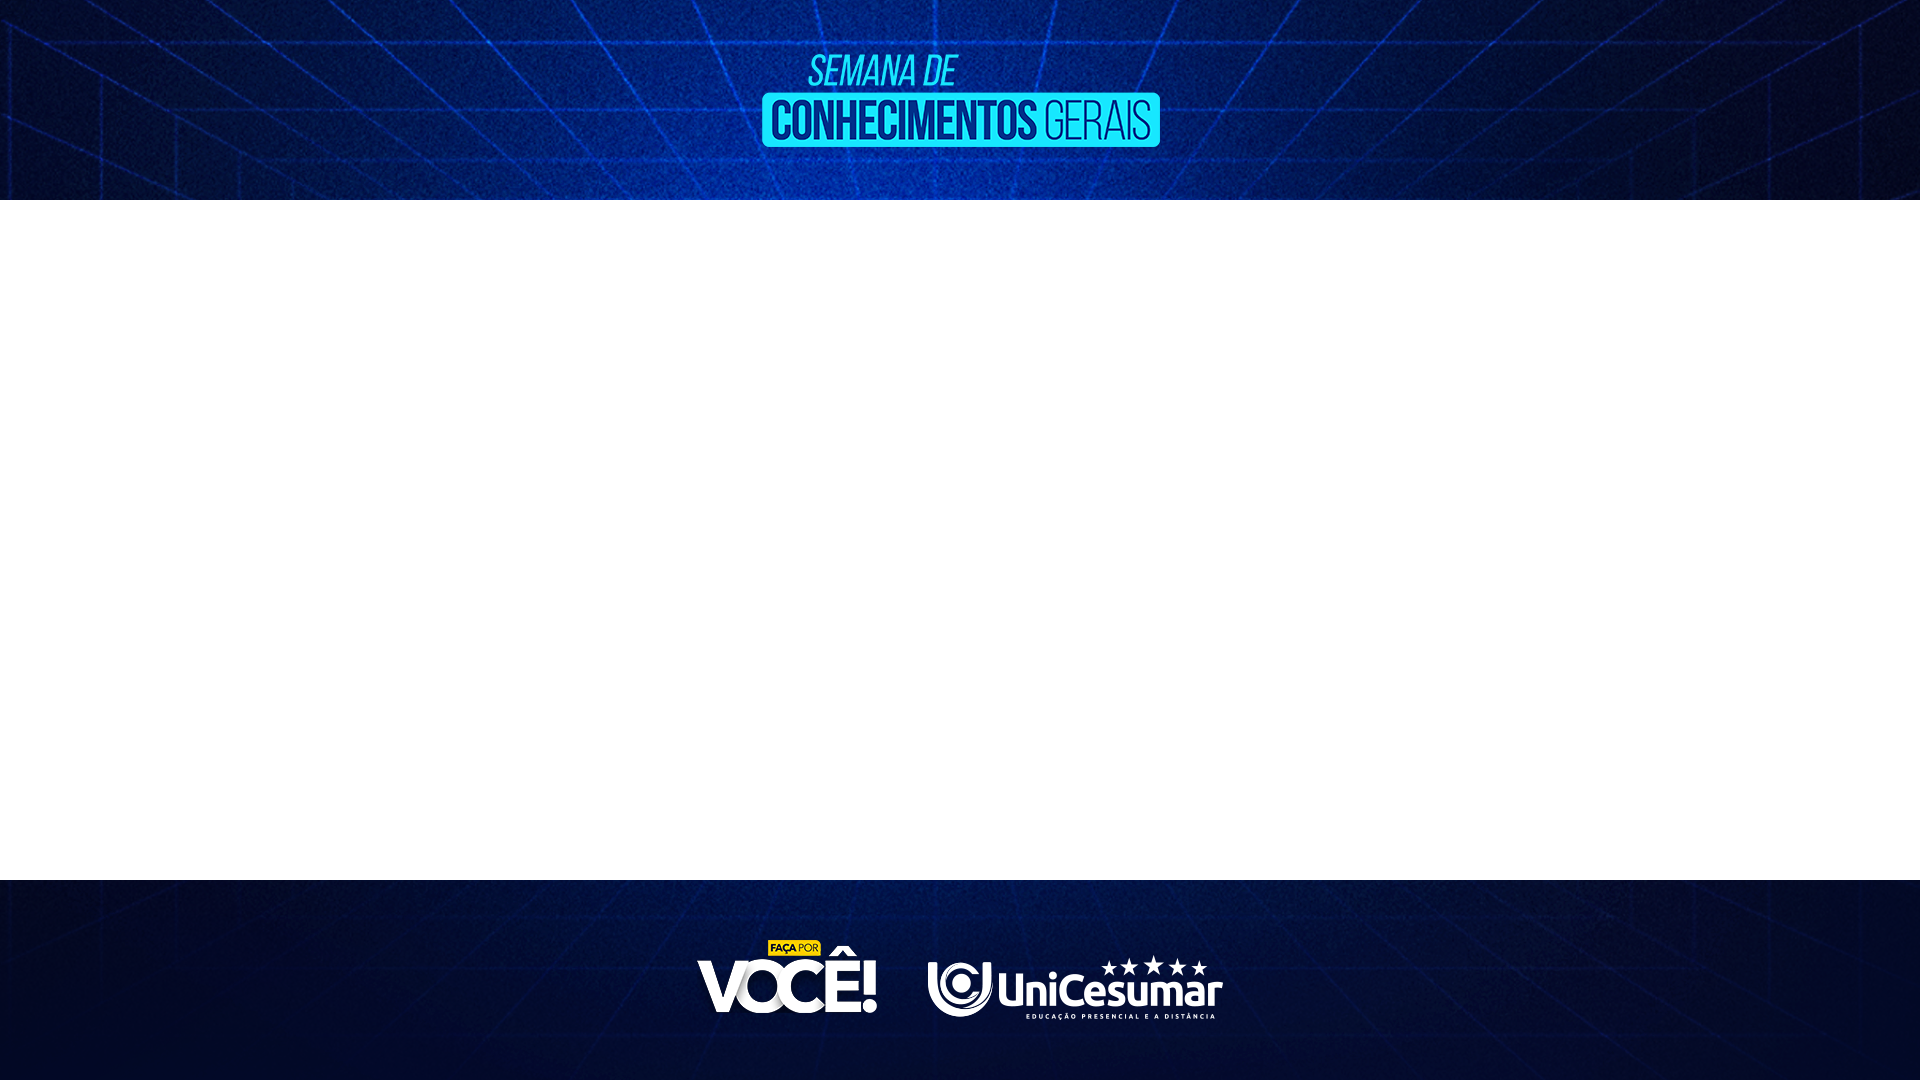 SEMANA DE
CONHECIMENTOS GERAIS
FAÇA POR
VOCÊ!
UniCesumar
EDUCAÇÃO PRESENCIAL E A DISTÂNCIA